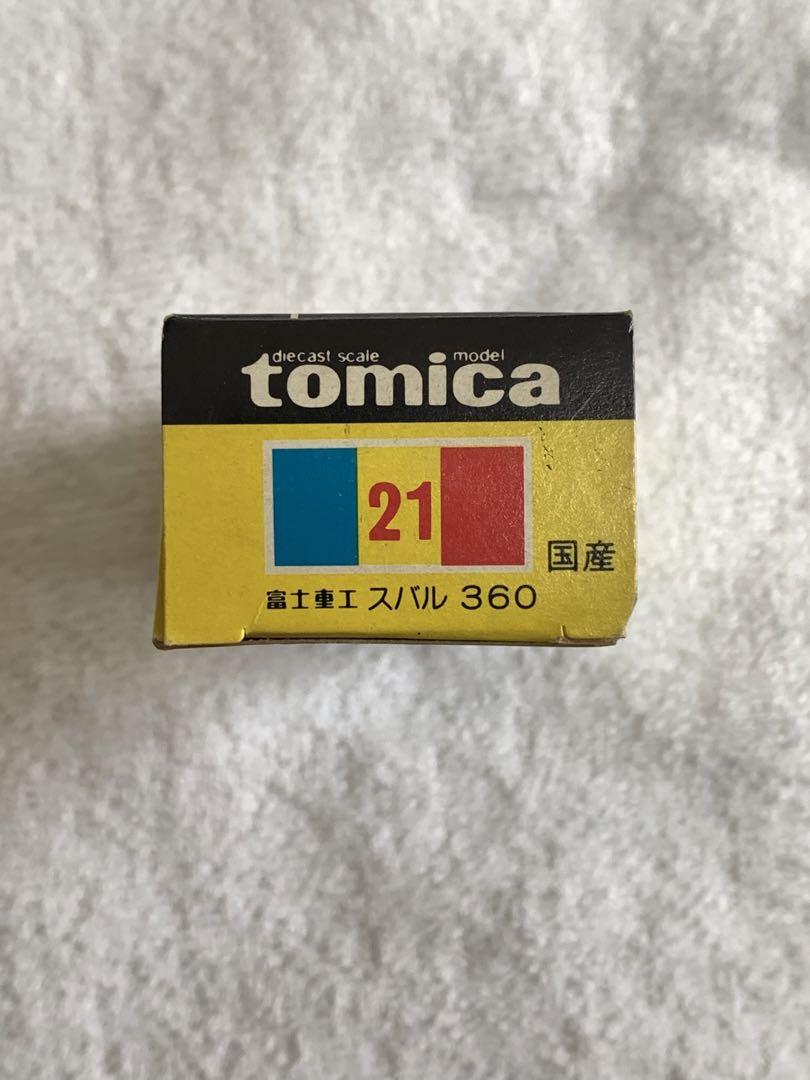 diecast scale model
tomica
21
国産
富士重工 スバル 360